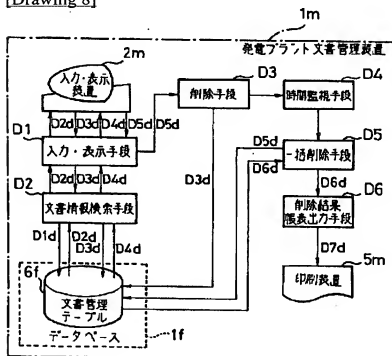 [Drawing 8]
1m
発電プラント文書管理装置
2m
入力・表示
装置
D3
削除手段
D4
時間監視手段
D2d
D3d
D4d
D5d
D5d
D1
入力・表示手段
D2d
D3d
D4d
D2
文書情報検索手段
D3d
D5d
D6d
D5
一括削除手段
D6d
D6
削除結果
帳表出力手段
D1d
D2d
D3d
D4d
D7d
5m
印刷装置
6f
文書管理
テーブル
データベース
1f